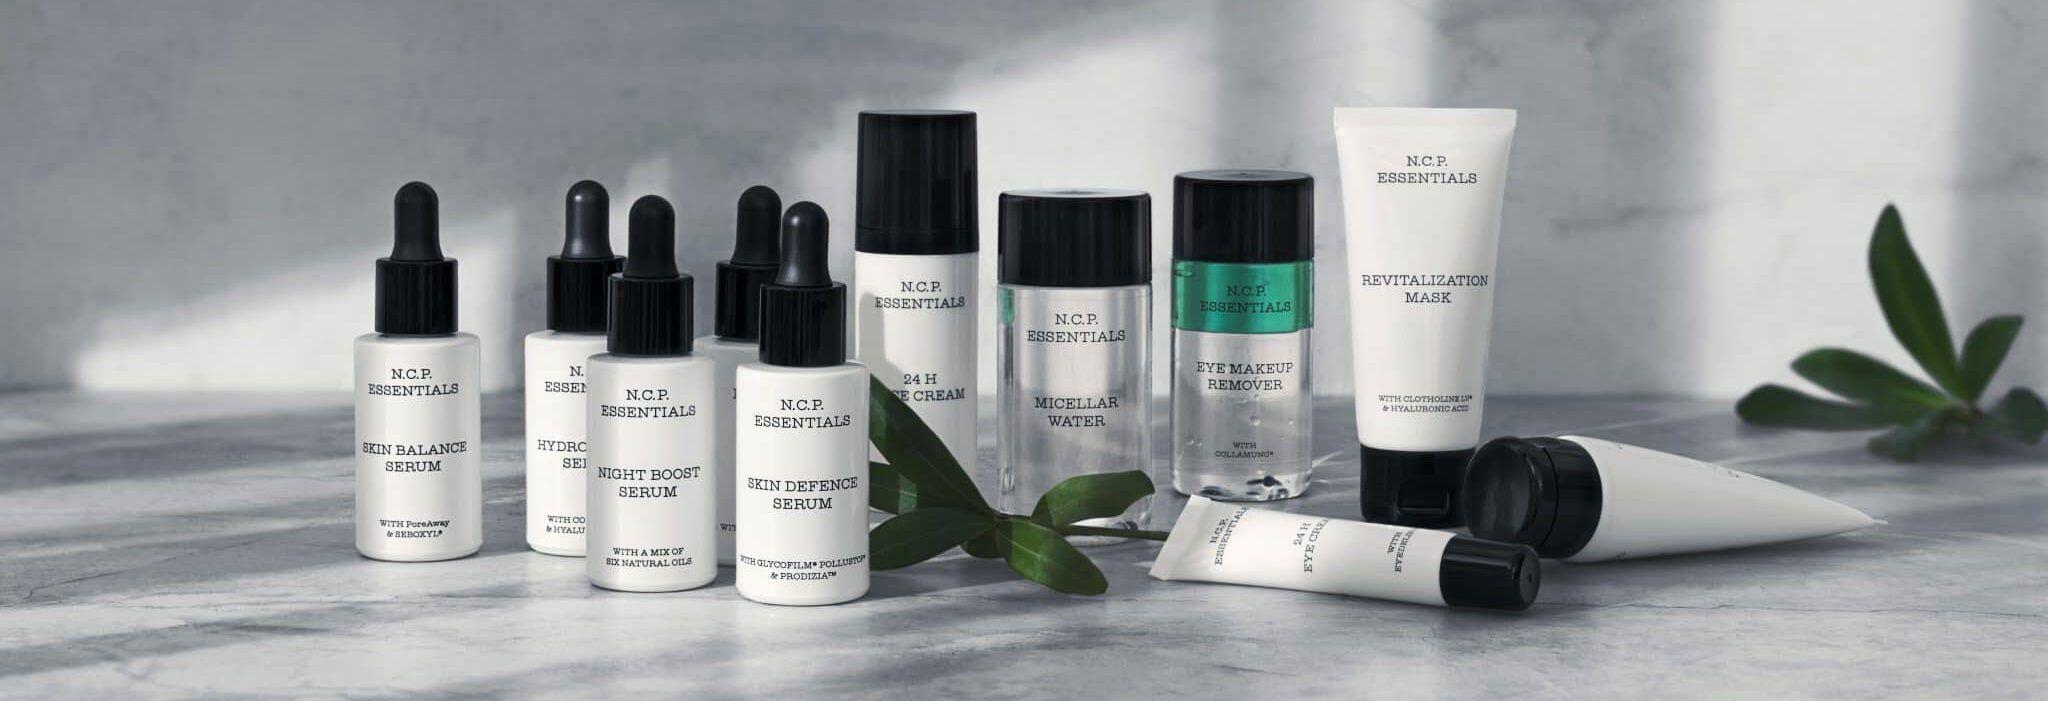 N.C.P.
ESSENTIALS
SKIN BALANCE
SERUM
WITH PoreAway
& SEBOXYL®
N.C.P.
ESSENTIALS
NIGHT BOOST
SERUM
WITH A MIX OF
SIX NATURAL OILS
N.C.P.
ESSENTIALS
SKIN DEFENCE
SERUM
WITH GLYCOFILM® POLLUSTOP®
& PRODIZIA™
N.C.P.
ESSENTIALS
24 H
CREAM
N.C.P.
ESSENTIALS
MICELLAR
WATER
N.C.P.
ESSENTIALS
EYE MAKEUP
REMOVER
WITH
COLLAMUNG®
N.C.P.
ESSENTIALS
REVITALIZATION
MASK
WITH CLOTHOLINE LV®
& HYALURONIC ACID
N.C.P.
ESSENTIALS
24 H
EYE
WITH